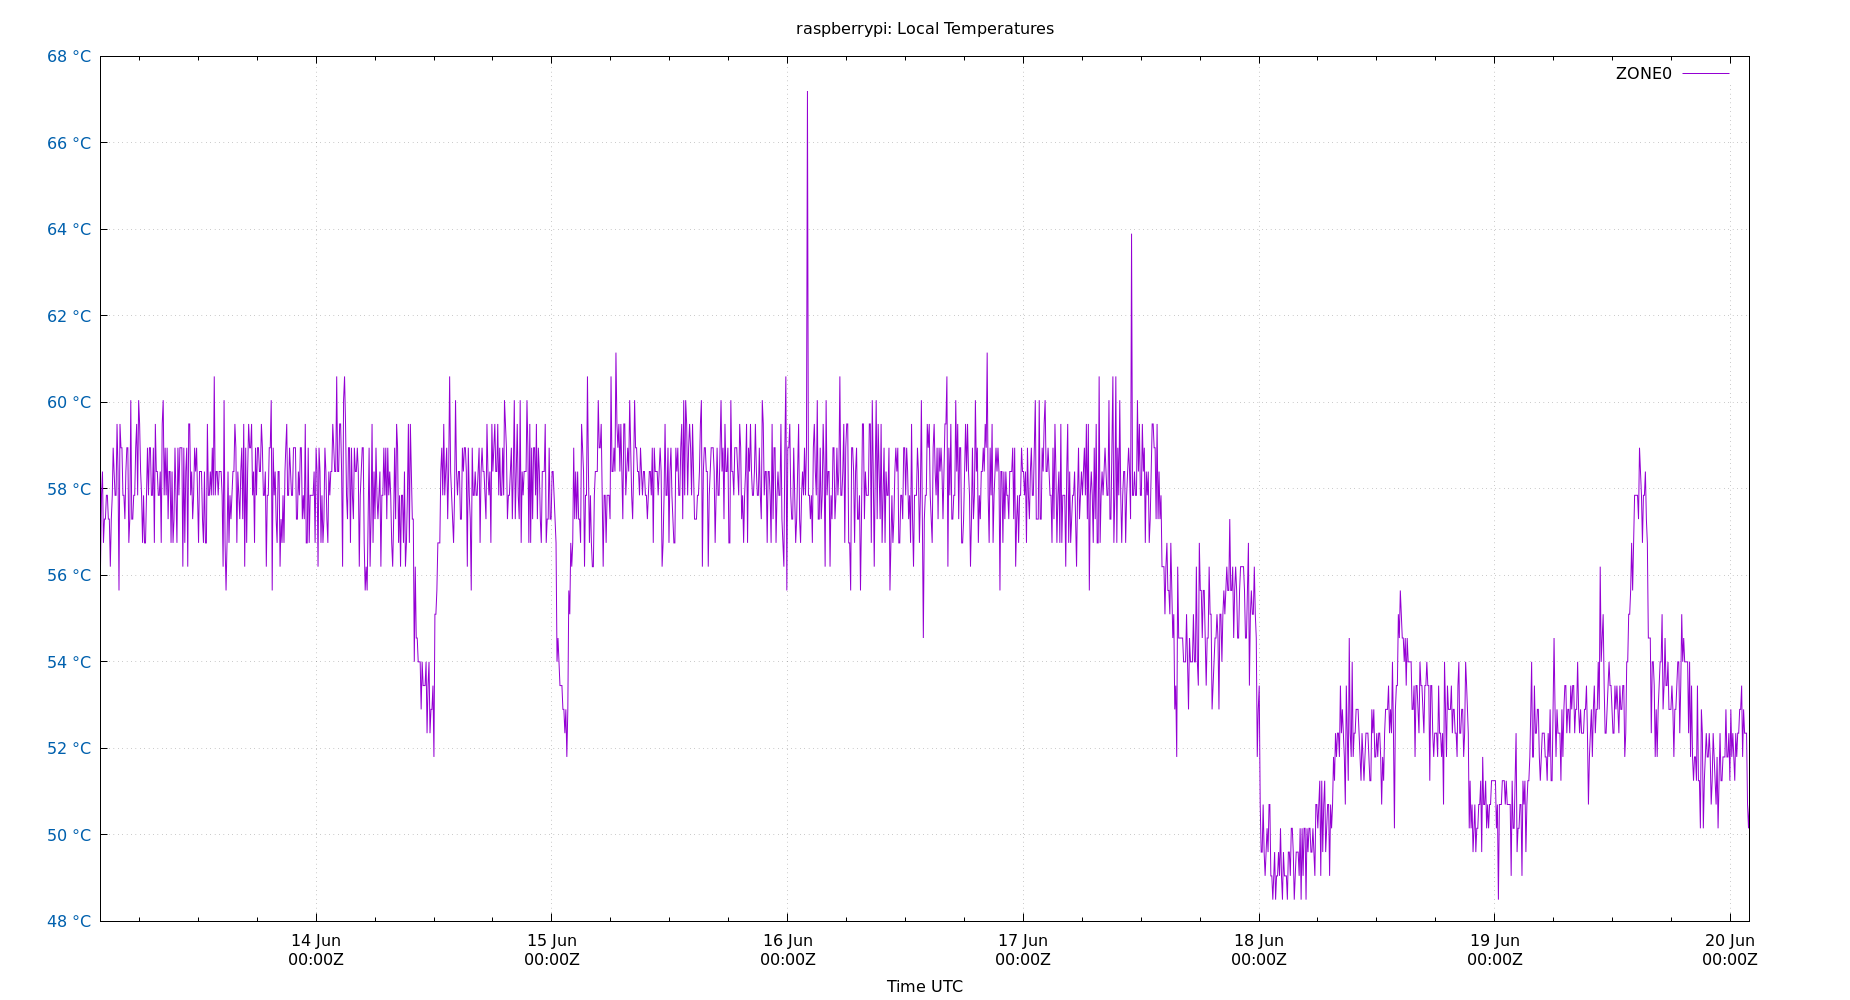 raspberrypi: Local Temperatures
68 °C
ZONE0
66 °C
64 °C
62 °C
60 °C
58 °C
56 °C
54 °C
52 °C
50 °C
48 °C
14 Jun 15 Jun 16 Jun 17 Jun 18 Jun 19 Jun 20 Jun
00:00Z 00:00Z 00:00Z 00:00Z 00:00Z 00:00Z 00:00Z
Time UTC